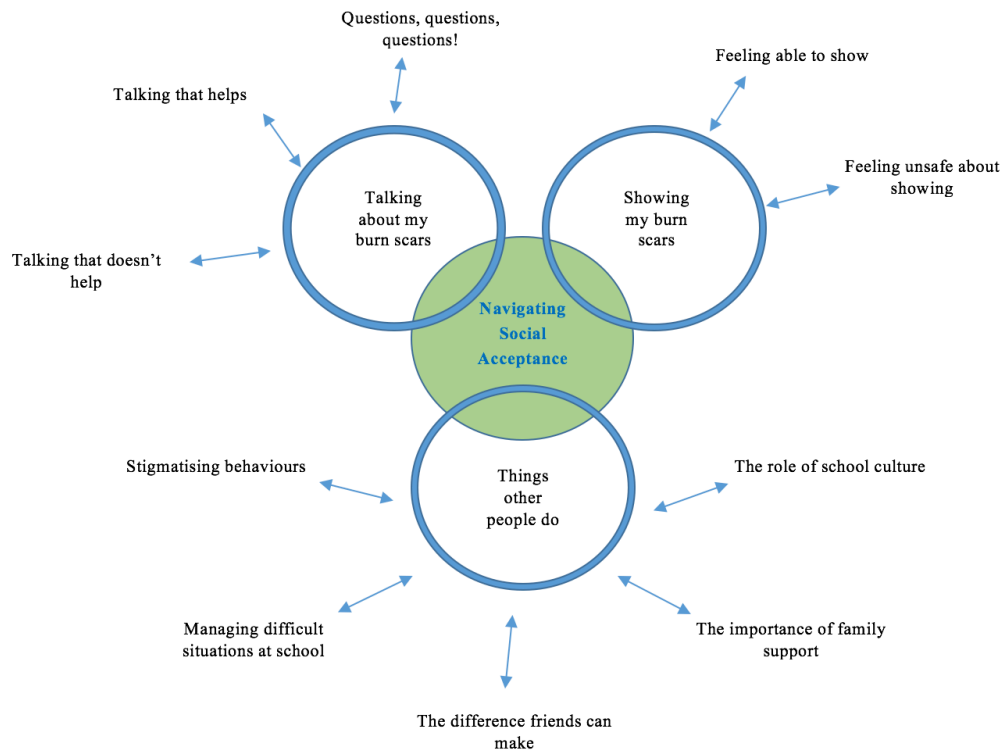 Questions, questions,
questions!
Feeling able to show
Talking that helps
Feeling unsafe about
showing
Talking
about my
burn scars
Showing
my burn
scars
Talking that doesn’t
help
Navigating
Social
Acceptance
Stigmatising behaviours
Things
other
people do
The role of school culture
Managing difficult
situations at school
The importance of family
support
The difference friends can
make